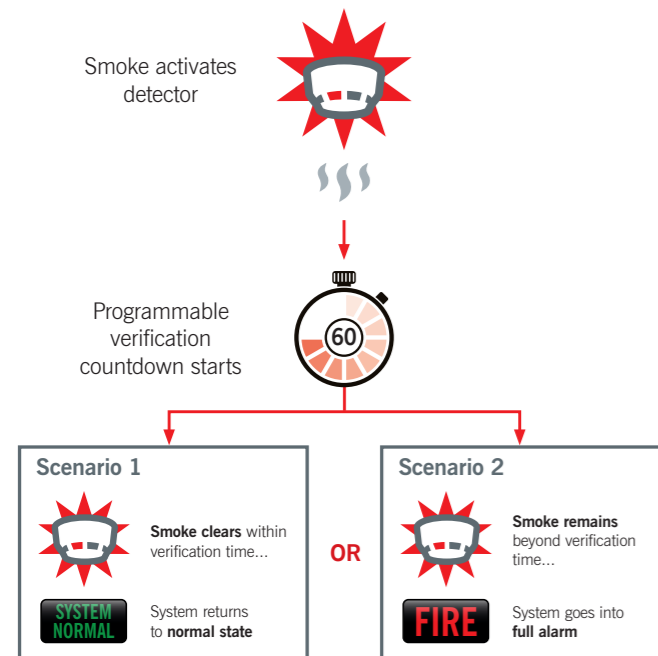 Smoke activates
detector
Programmable
verification
countdown starts
60
Scenario 1
Smoke clears within
verification time...
SYSTEM
NORMAL
System returns
to normal state
OR
Scenario 2
Smoke remains
beyond verification
time...
FIRE
System goes into
full alarm